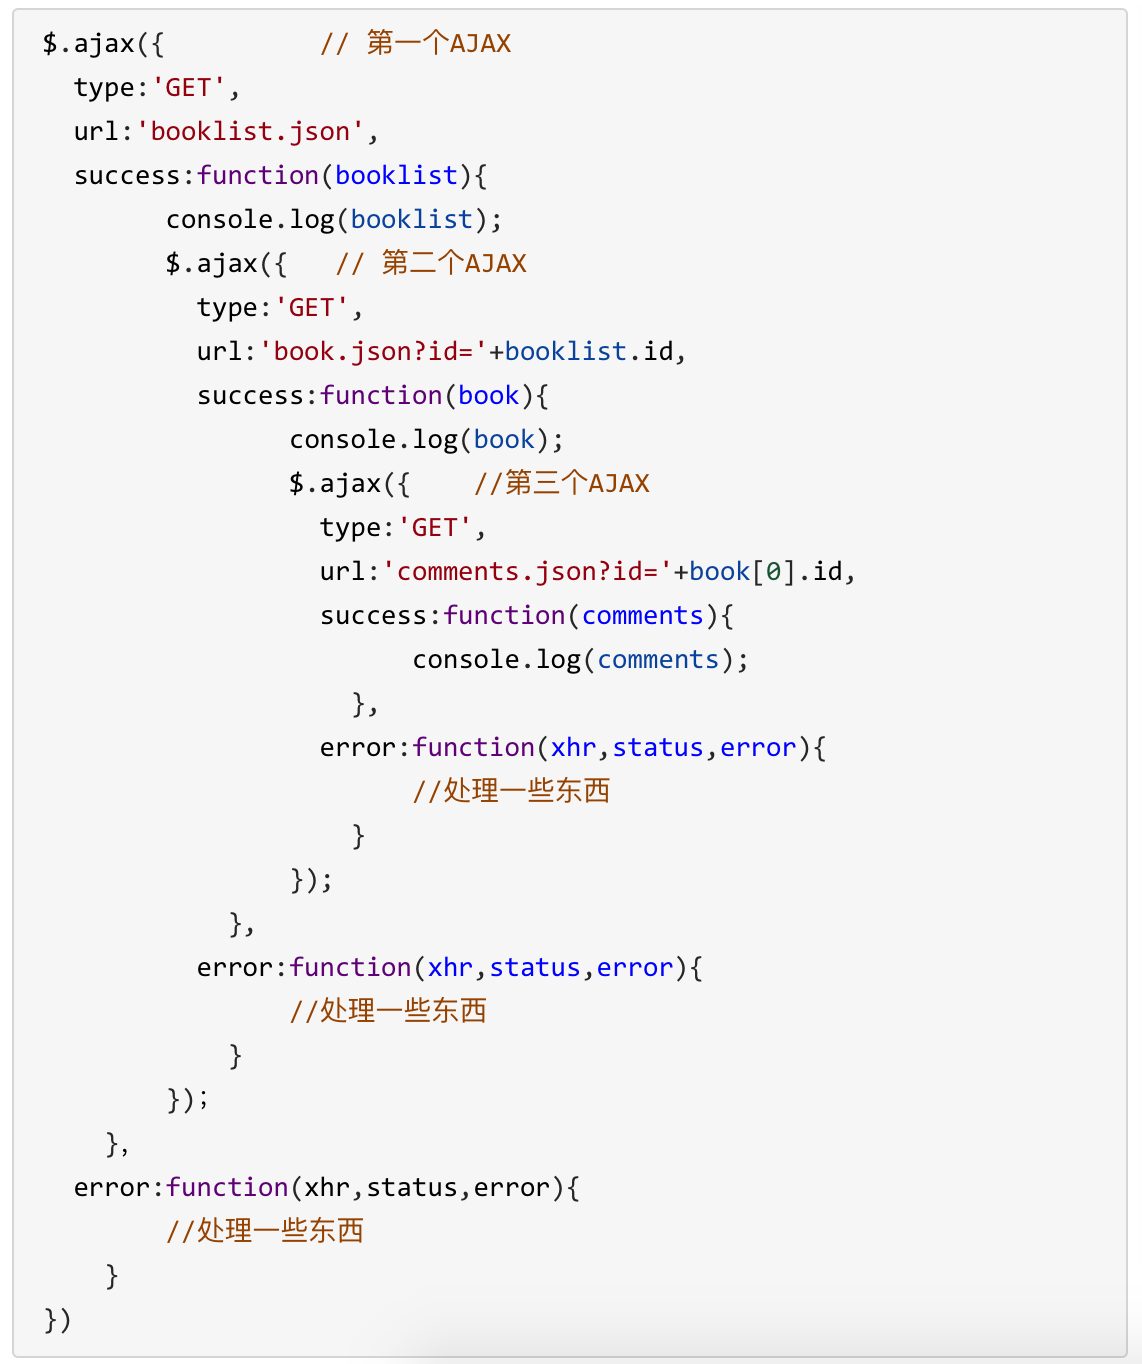 $.ajax({          // 第一个AJAX
  type:'GET',
  url:'booklist.json',
  success:function(booklist){
        console.log(booklist);
        $.ajax({   // 第二个AJAX
          type:'GET',
          url:'book.json?id='+booklist.id,
          success:function(book){
                console.log(book);
                $.ajax({    //第三个AJAX
                  type:'GET',
                  url:'comments.json?id='+book[0].id,
                  success:function(comments){
                        console.log(comments);
                    },
                  error:function(xhr,status,error){
                        //处理一些东西
                    }
                });
            },
          error:function(xhr,status,error){
                //处理一些东西
            }
        });
    },
  error:function(xhr,status,error){
        //处理一些东西
    }
})